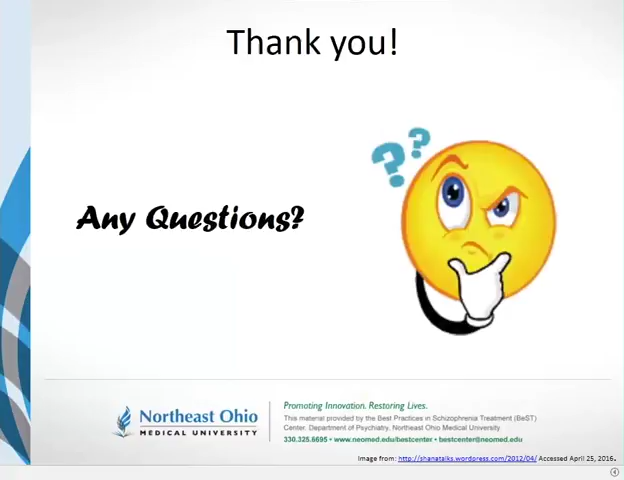 Thank you!
??
Any Questions?
Northeast Ohio
MEDICAL UNIVERSITY
Promoting Innovation. Restoring Lives.
This material provided by the Best Practices in Schizophrenia Treatment (BeST)
Center, Department of Psychiatry, Northeast Ohio Medical University
330.325.6695 • www.neomed.edu/bestcenter • bestcenter@neomed.edu
Image from: http://shanatalks.wordpress.com/2012/04/ Accessed April 25, 2016.